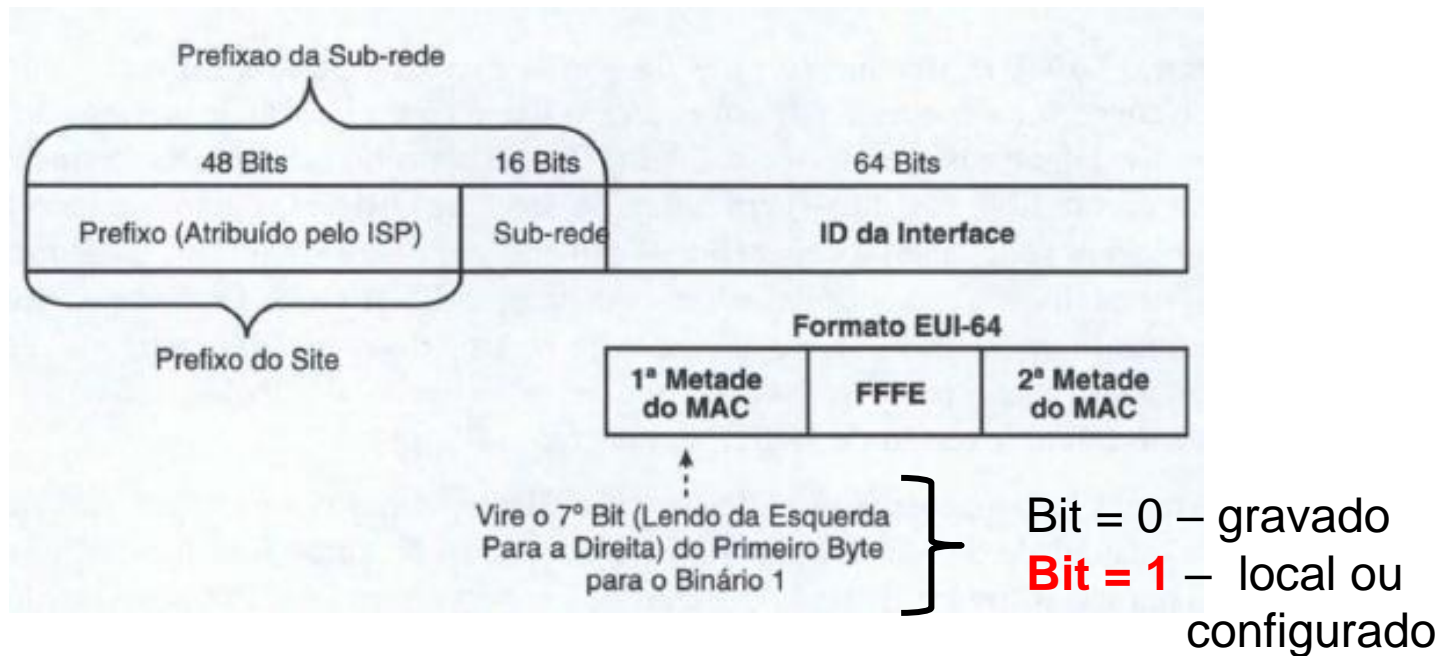 Prefixao da Sub-rede
48 Bits
16 Bits
64 Bits
Prefixo (Atribuído pelo ISP)
Sub-rede
ID da Interface
Prefixo do Site
Formato EUI-64
1ª Metade
do MAC
FFFE
2ª Metade
do MAC
Vire o 7º Bit (Lendo da Esquerda
Para a Direita) do Primeiro Byte
para o Binário 1
Bit = 0 – gravado
Bit = 1 – local ou
configurado